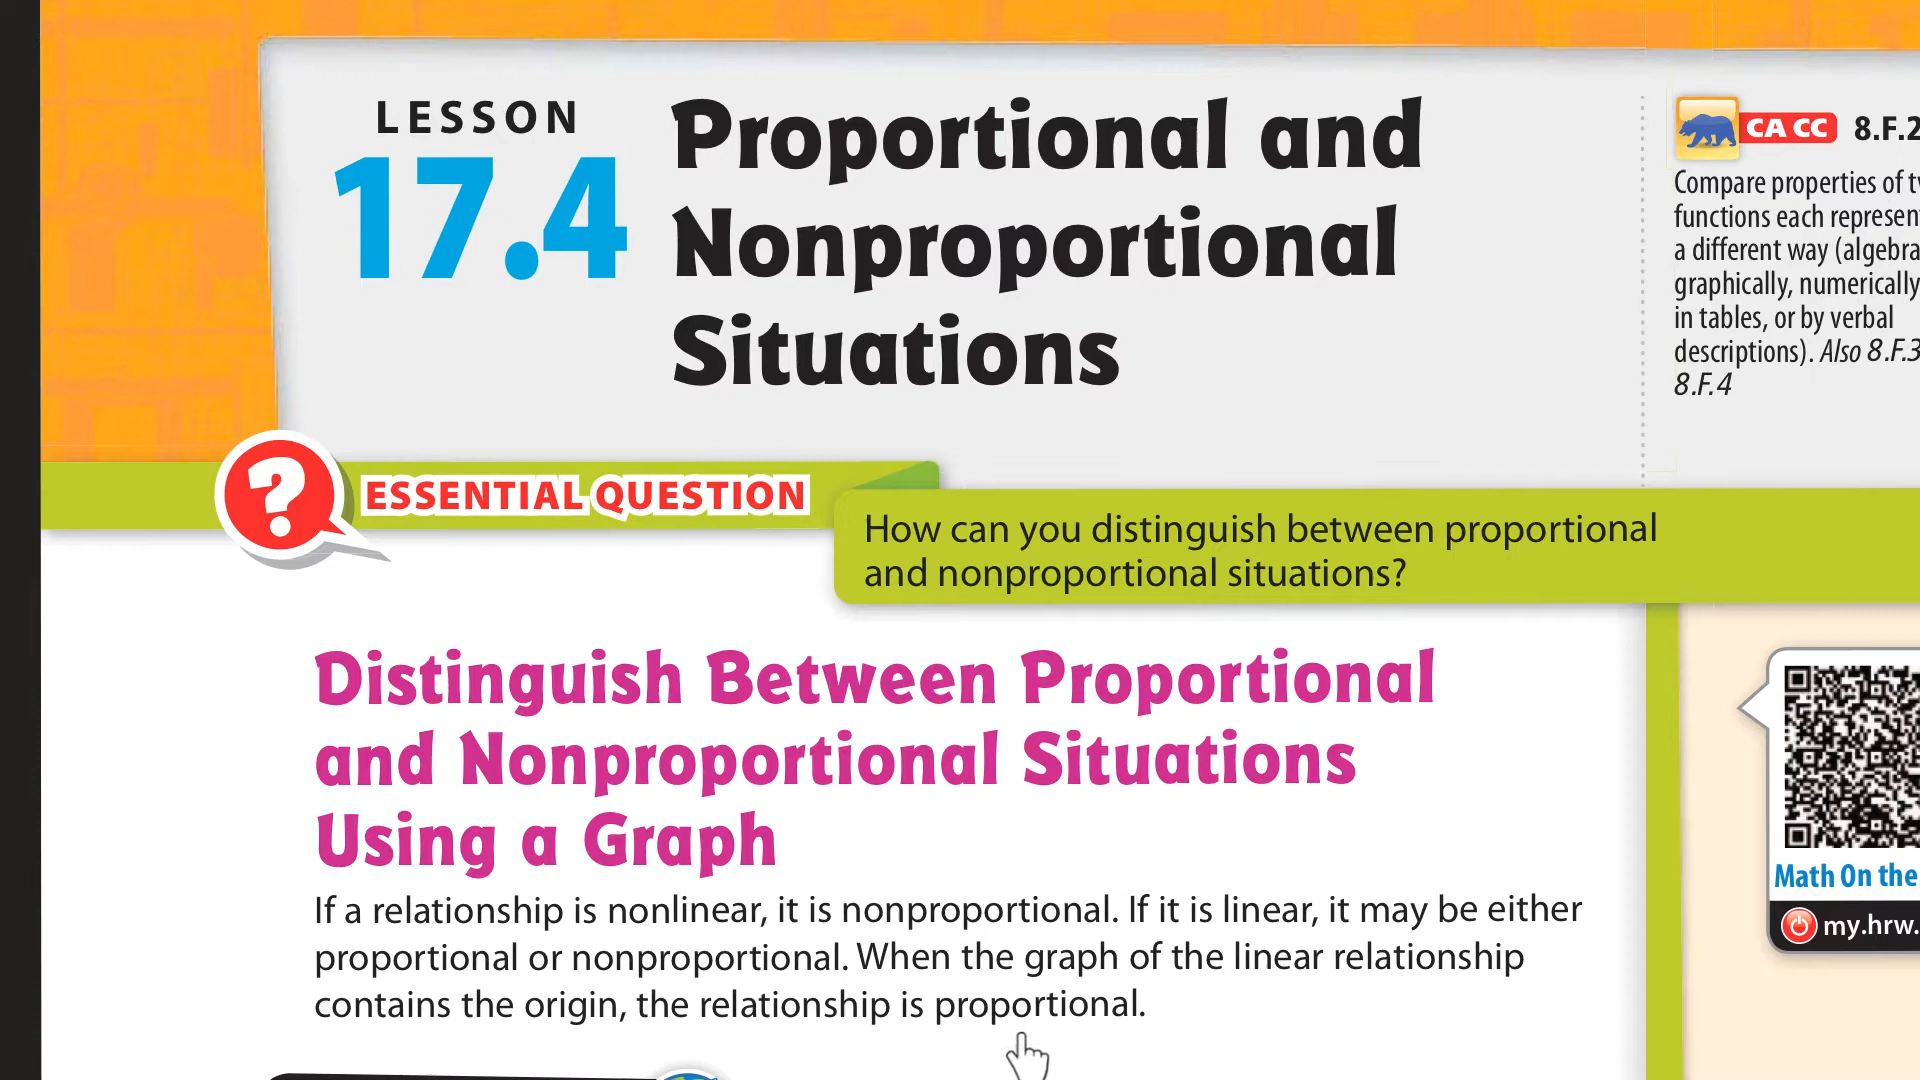 LESSON
17.4
Proportional and
Nonproportional
Situations
CA CC 8.F.2
Compare properties of
functions each
a different way
graphically, numerically
in tables, or by verbal
descriptions). Also 8.F.3
8.F.4
ESSENTIAL QUESTION
How can you distinguish between proportional
and nonproportional situations?
Distinguish Between Proportional
and Nonproportional Situations
Using a Graph
If a relationship is nonlinear, it is nonproportional. If it is linear, it may be either
proportional or nonproportional. When the graph of the linear relationship
contains the origin, the relationship is proportional.
Math On the
my.hrw.